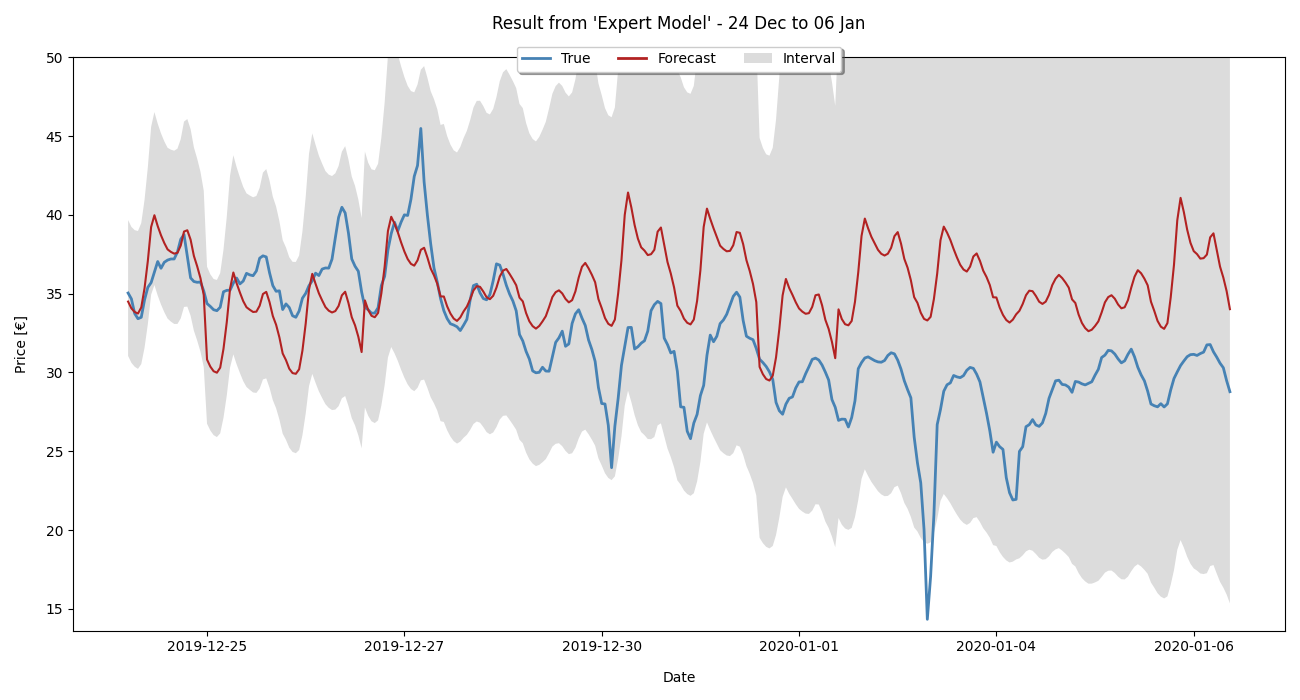 Result from 'Expert Model' - 24 Dec to 06 Jan
True Forecast Interval
Price [€]
50
45
40
35
30
25
20
15
2019-12-25 2019-12-27 2019-12-30 2020-01-01 2020-01-04 2020-01-06
Date